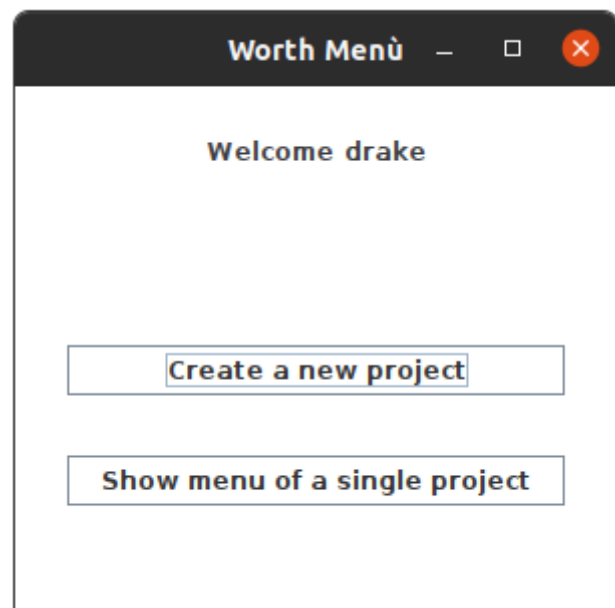 Worth Menù
Welcome drake
Create a new project
Show menu of a single project